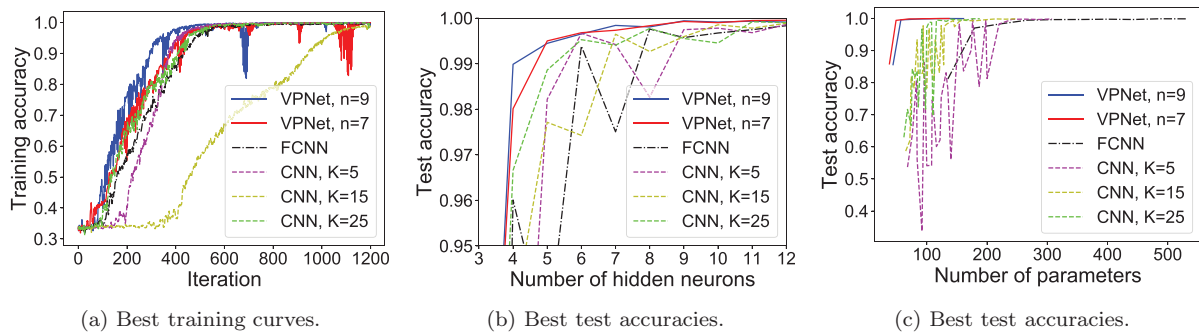 Training accuracy
1.0
0.9
0.8
0.7
0.6
0.5
0.4
0.3
VPNet, n=9
VPNet, n=7
FCNN
CNN, K=5
CNN, K=15
CNN, K=25
0 200 400 600 800 1000 1200
Iteration
(a) Best training curves.
Test accuracy
1.00
0.99
0.98
0.97
0.96
0.95
VPNet, n=9
VPNet, n=7
FCNN
CNN, K=5
CNN, K=15
CNN, K=25
3 4 5 6 7 8 9 10 11 12
Number of hidden neurons
(b) Best test accuracies.
Test accuracy
1.0
0.9
0.8
0.7
0.6
0.5
0.4
VPNet, n=9
VPNet, n=7
FCNN
CNN, K=5
CNN, K=15
CNN, K=25
100 200 300 400 500
Number of parameters
(c) Best test accuracies.